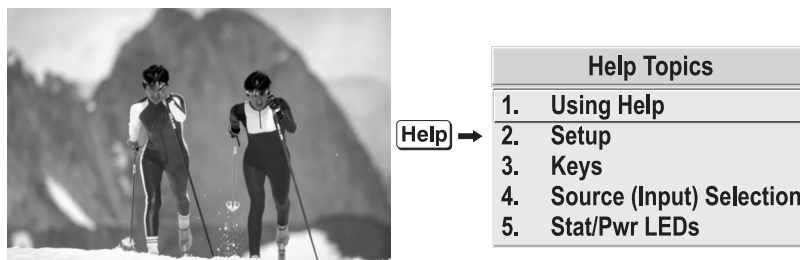 Help
Help Topics
1. Using Help
2. Setup
3. Keys
4. Source (Input) Selection
5. Stat/Pwr LEDs